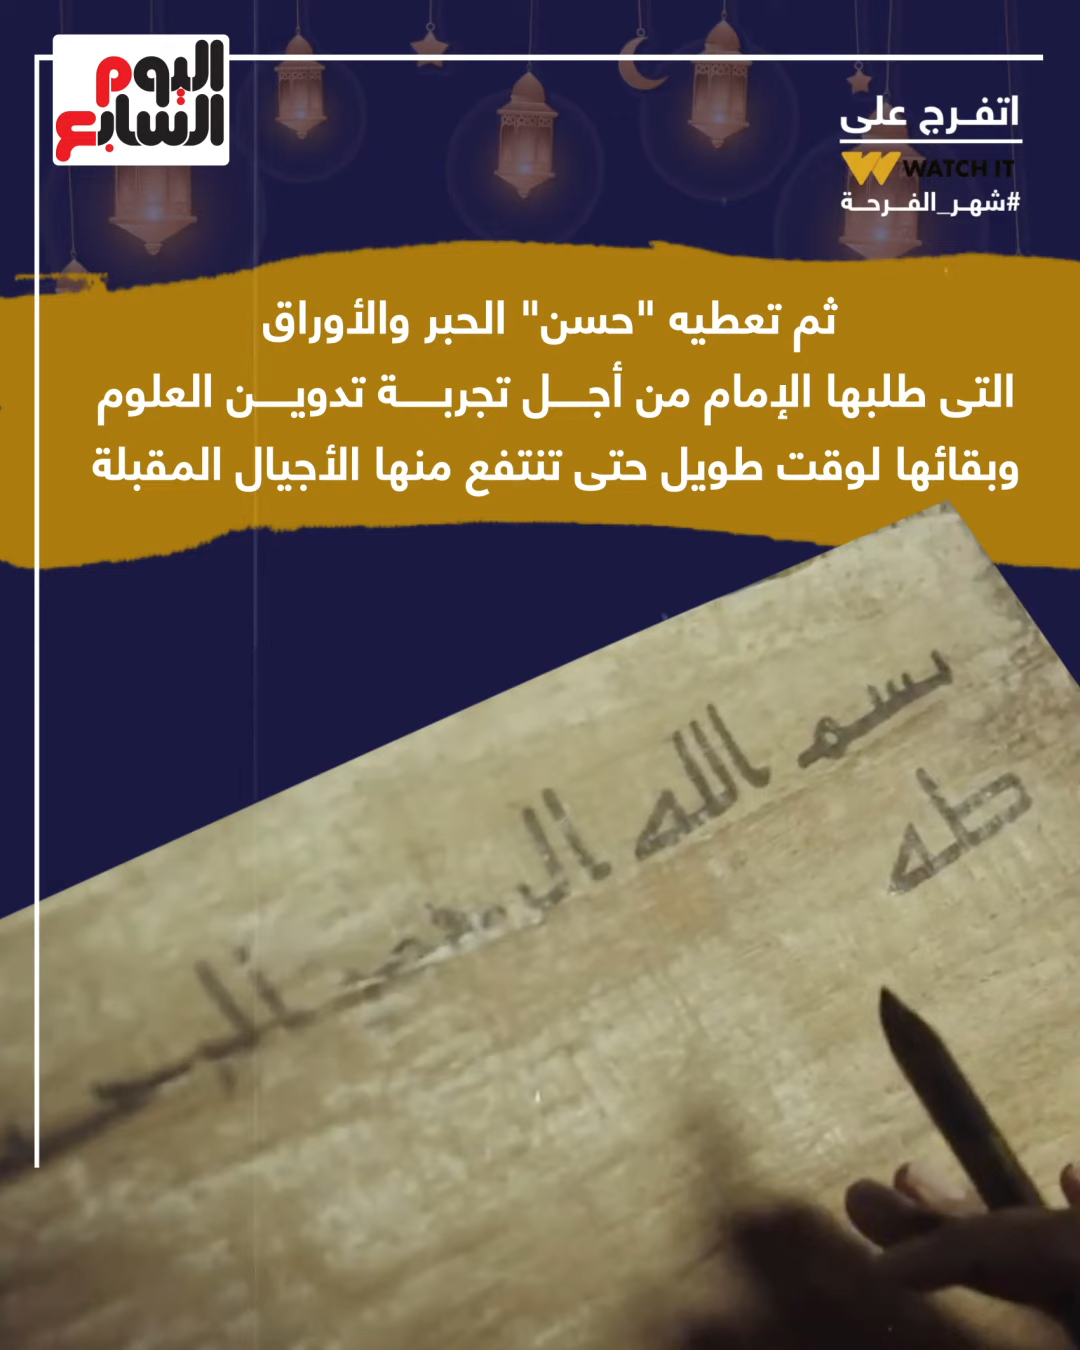 اليوم
السابع
اتفرج على
WATCH IT
#شهر_الفرحة
ثم تعطيه "حسن" الحبر والأوراق
التى طلبها الإمام من أجل تجربة تدوين العلوم
وبقائها لوقت طويل حتى تنتفع منها الأجيال المقبلة
بسم الله الرحمن
طه